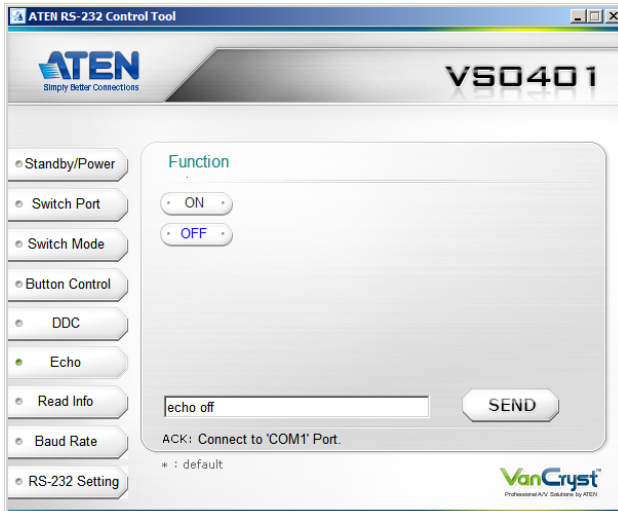 ATEN RS-232 Control Tool
ATEN
Simply Better Connections
VS0401
Standby/Power
Switch Port
Switch Mode
Button Control
DDC
Echo
Read Info
Baud Rate
RS-232 Setting
Function
ON
OFF
echo off
SEND
ACK: Connect to 'COM1' Port.
* : default
VanCryst™
Professional A/V Solutions by ATEN